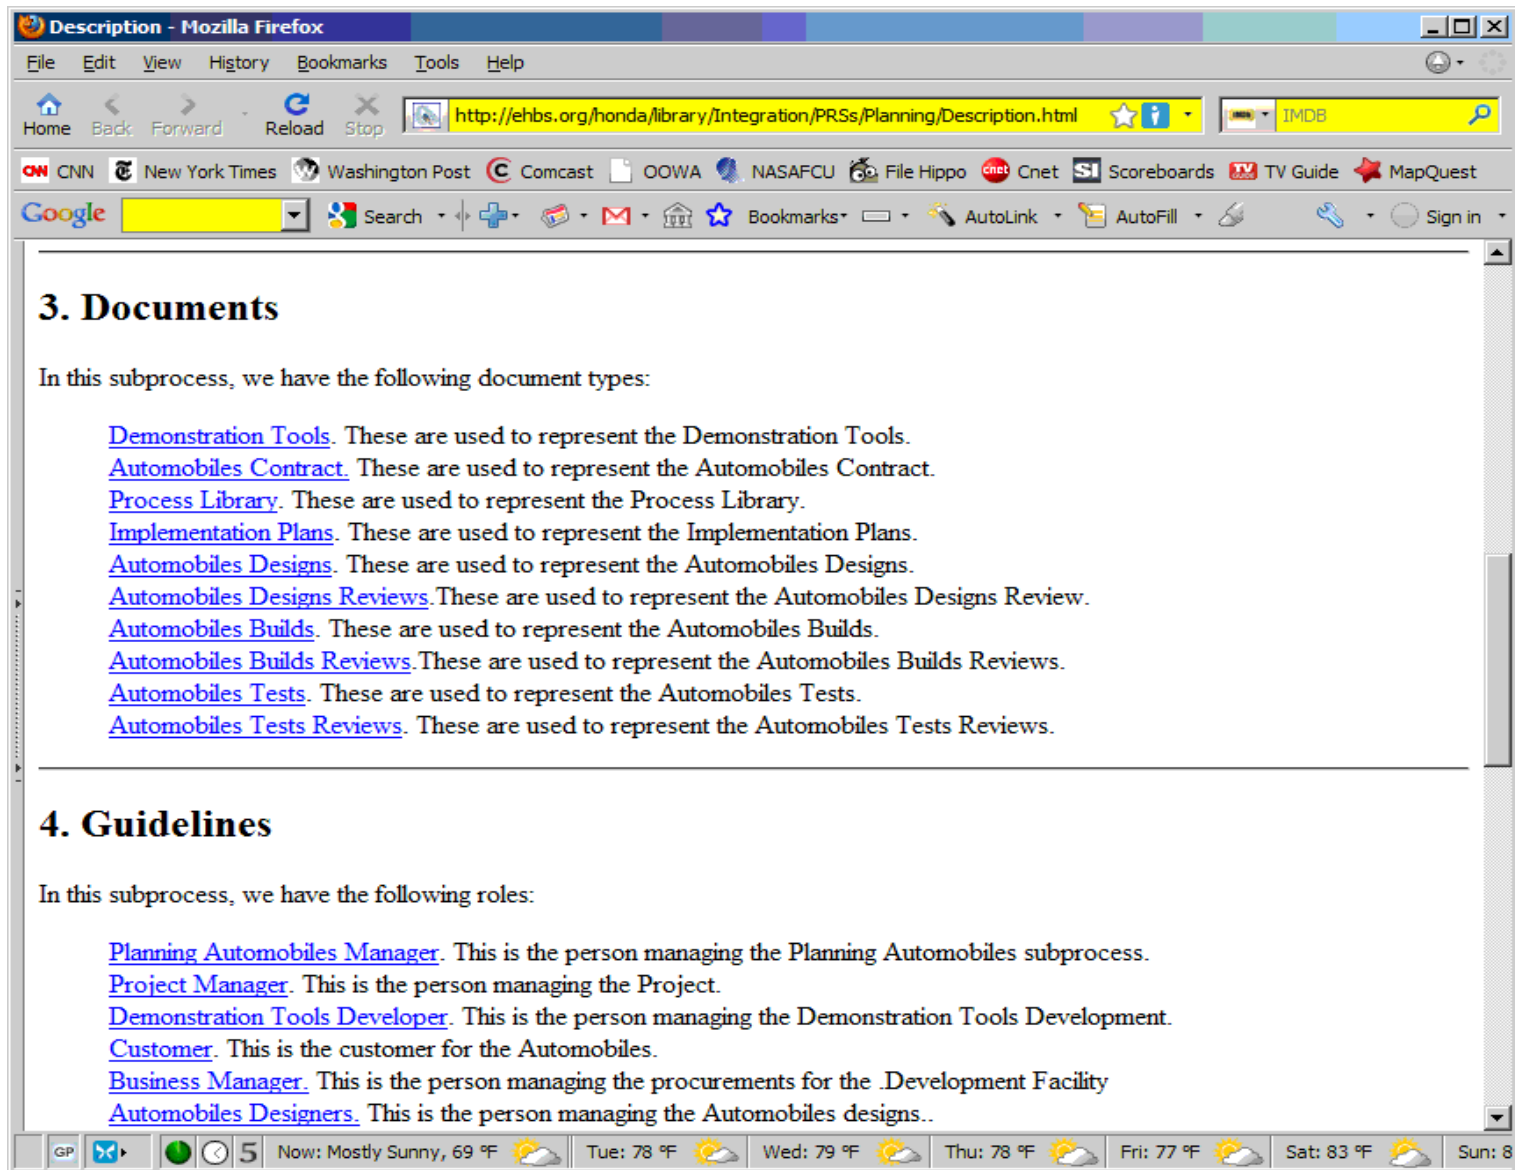 Description - Mozilla Firefox
File Edit View History Bookmarks Tools Help
Home Back Forward Reload Stop http://ehbs.org/honda/library/Integration/PRSs/Planning/Description.html IMDB
CNN CNN New York Times Washington Post Comcast OOWA NASAFCU File Hippo cnet Cnet SI Scoreboards TV Guide MapQuest
Google Search Bookmarks AutoLink AutoFill Sign in
3. Documents
In this subprocess, we have the following document types:
Demonstration Tools. These are used to represent the Demonstration Tools.
Automobiles Contract. These are used to represent the Automobiles Contract.
Process Library. These are used to represent the Process Library.
Implementation Plans. These are used to represent the Implementation Plans.
Automobiles Designs. These are used to represent the Automobiles Designs.
Automobiles Designs Reviews.These are used to represent the Automobiles Designs Review.
Automobiles Builds. These are used to represent the Automobiles Builds.
Automobiles Builds Reviews.These are used to represent the Automobiles Builds Reviews.
Automobiles Tests. These are used to represent the Automobiles Tests.
Automobiles Tests Reviews. These are used to represent the Automobiles Tests Reviews.
4. Guidelines
In this subprocess, we have the following roles:
Planning Automobiles Manager. This is the person managing the Planning Automobiles subprocess.
Project Manager. This is the person managing the Project.
Demonstration Tools Developer. This is the person managing the Demonstration Tools Development.
Customer. This is the customer for the Automobiles.
Business Manager. This is the person managing the procurements for the .Development Facility
Automobiles Designers. This is the person managing the Automobiles designs..
GP 5 Now: Mostly Sunny, 69 °F Tue: 78 °F Wed: 79 °F Thu: 78 °F Fri: 77 °F Sat: 83 °F Sun: 8